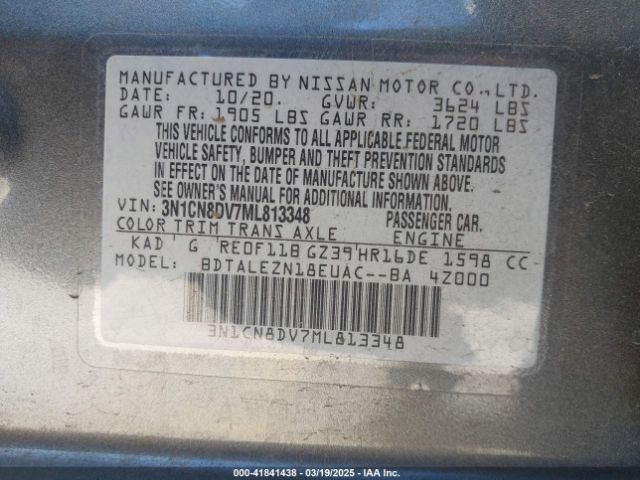 MANUFACTURED BY NISSAN MOTOR CO.,LTD.
DATE: 10/20. GVWR: 3624 LBS
GAWR FR: 1905 LBS GAWR RR: 1720 LBS
THIS VEHICLE CONFORMS TO ALL APPLICABLE FEDERAL MOTOR
VEHICLE SAFETY, BUMPER AND THEFT PREVENTION STANDARDS
IN EFFECT ON THE DATE OF MANUFACTURE SHOWN ABOVE.
SEE OWNER'S MANUAL FOR ADDITIONAL INFORMATION.
VIN: 3N1CN8DV7ML813348 PASSENGER CAR.
COLOR TRIM TRANS AXLE ENGINE
KAD G RE0F11B GZ39 HR16DE 1598 CC
BDTALEZN18EUAC--BA 4Z000
3N1CN8DV7ML813348
000-41841438 - 03/19/2025 - IAA Inc.